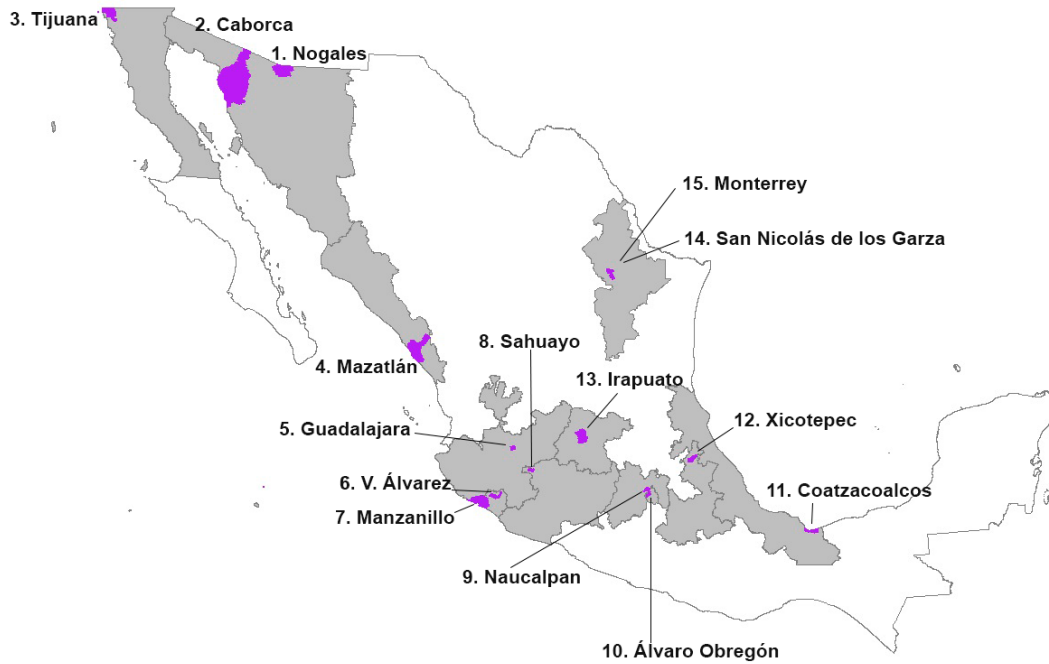 3. Tijuana
2. Caborca
1. Nogales
15. Monterrey
14. San Nicolás de los Garza
8. Sahuayo
4. Mazatlán
13. Irapuato
12. Xicotepec
5. Guadalajara
6. V. Álvarez
11. Coatzacoalcos
7. Manzanillo
9. Naucalpan
10. Álvaro Obregón